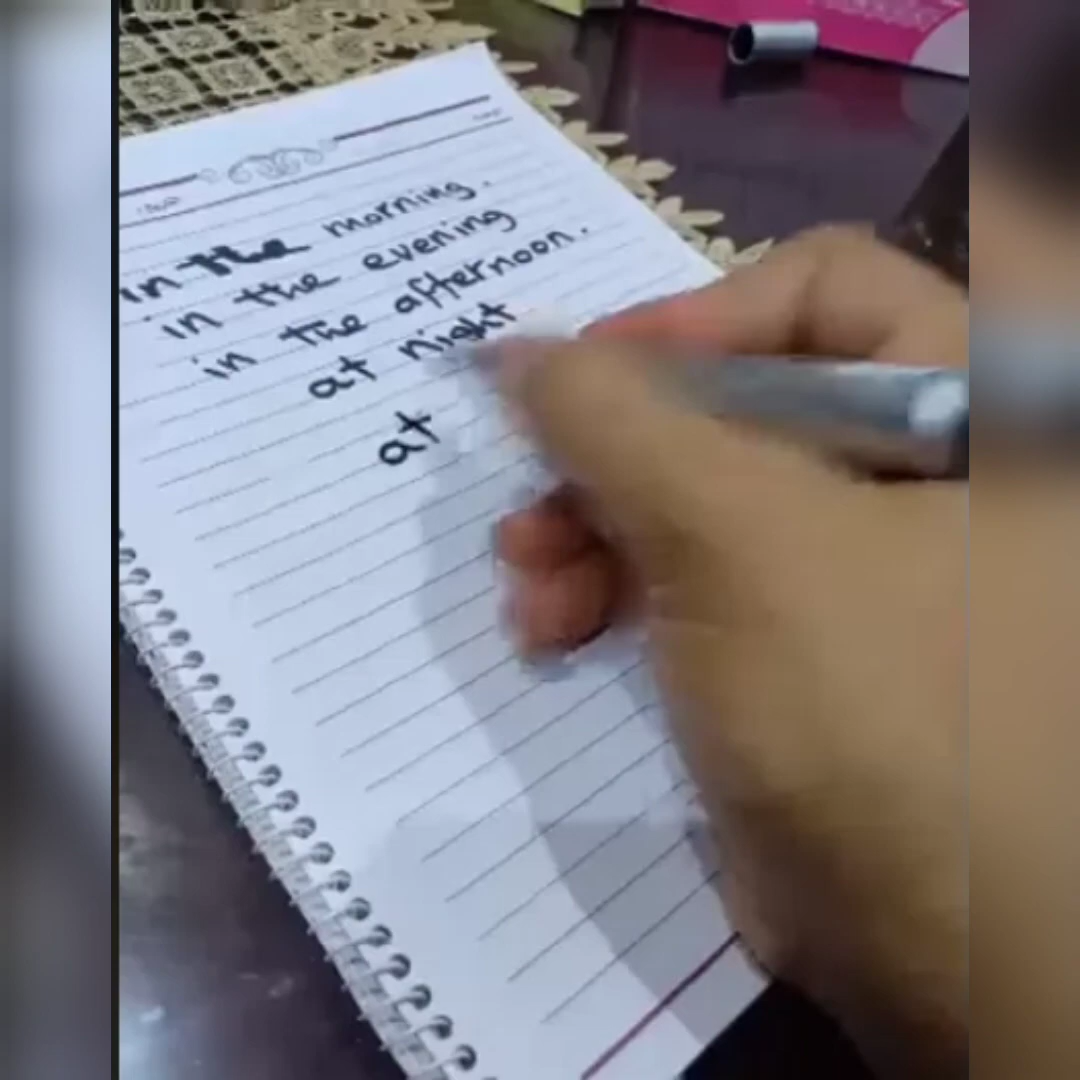 in the morning.
in the evening
in the afternoon.
at night
at